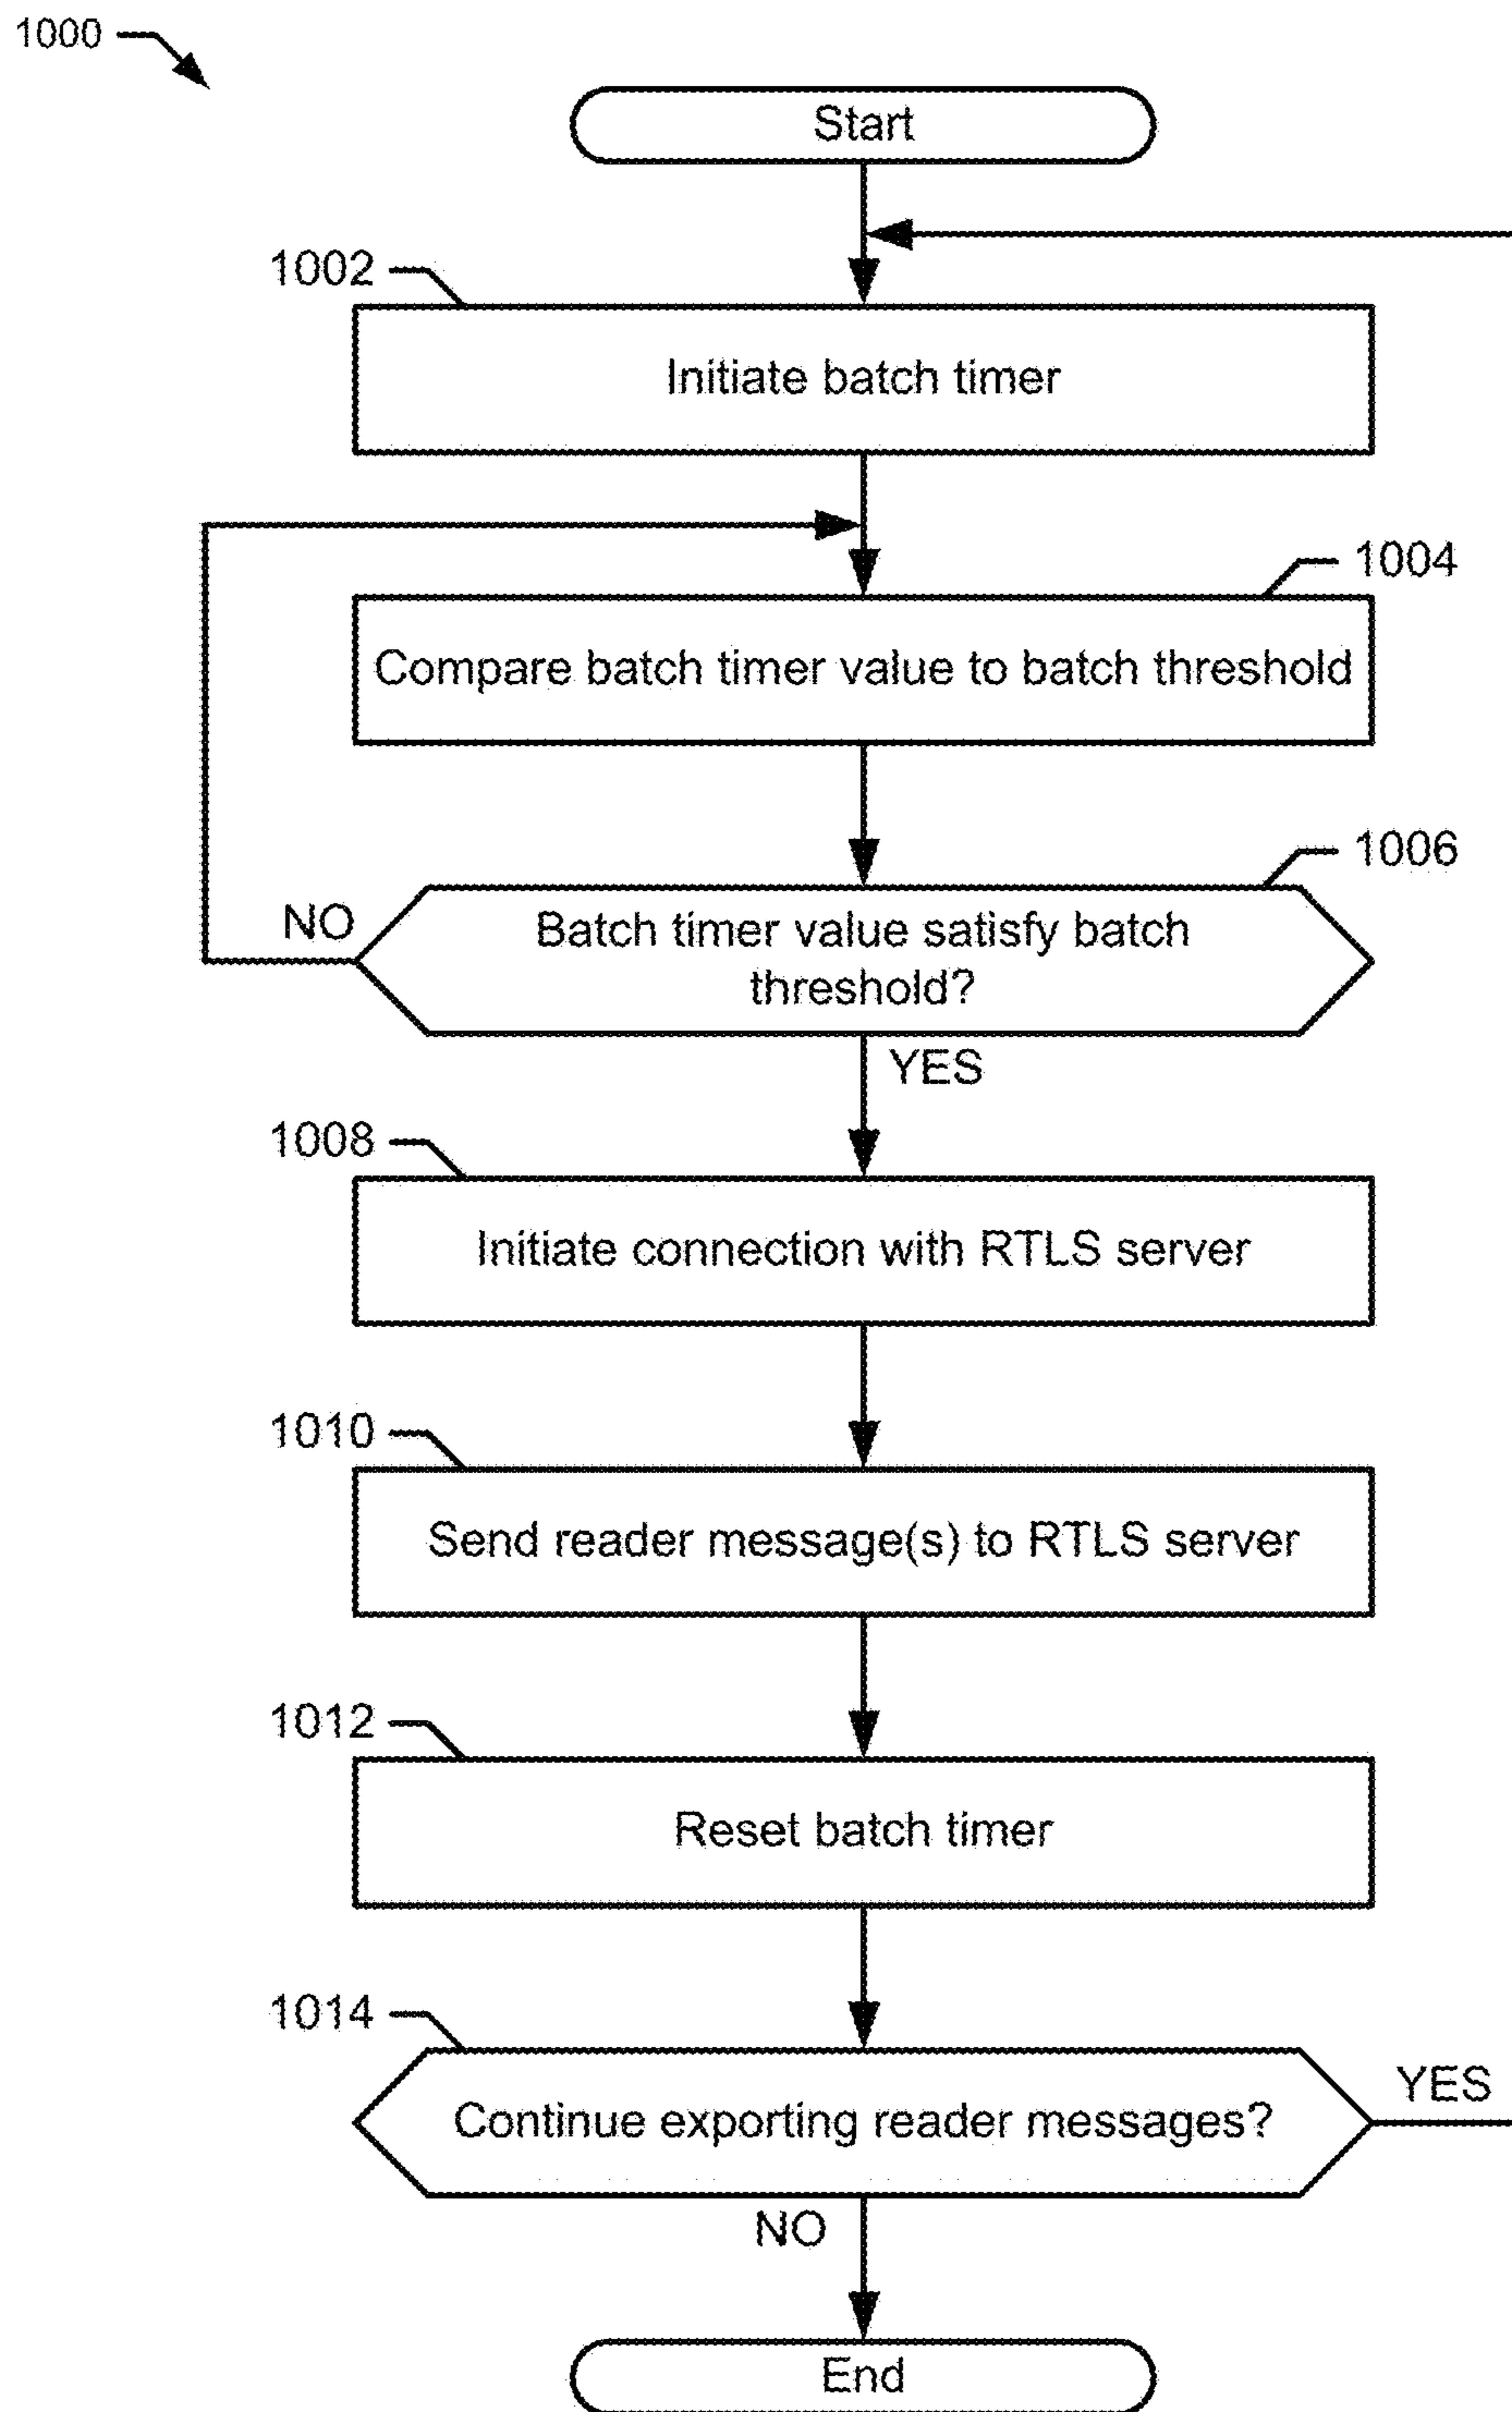 1000
Start
1002
Initiate batch timer
1004
Compare batch timer value to batch threshold
1006
NO
Batch timer value satisfy batch
threshold?
YES
1008
Initiate connection with RTLS server
1010
Send reader message(s) to RTLS server
1012
Reset batch timer
1014
YES
Continue exporting reader messages?
NO
End